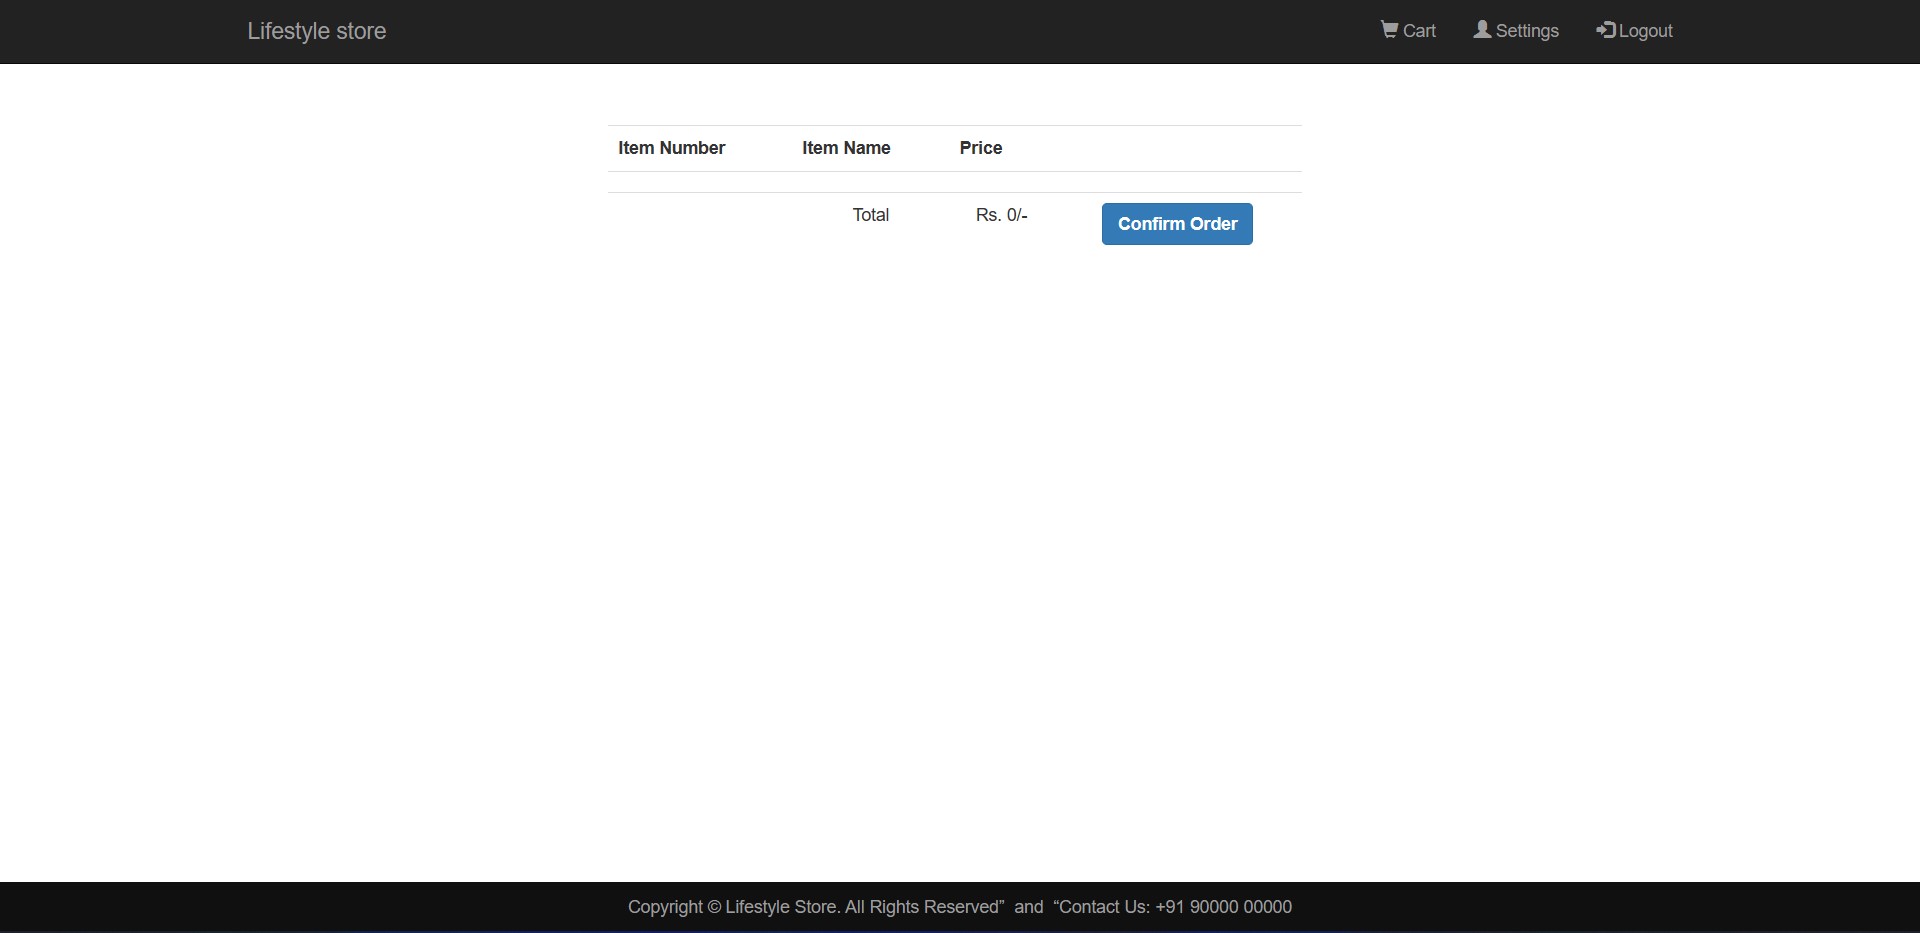 Lifestyle store Cart Settings Logout
Item Number Item Name Price
Total Rs. 0/- Confirm Order
Copyright © Lifestyle Store. All Rights Reserved” and “Contact Us: +91 90000 00000